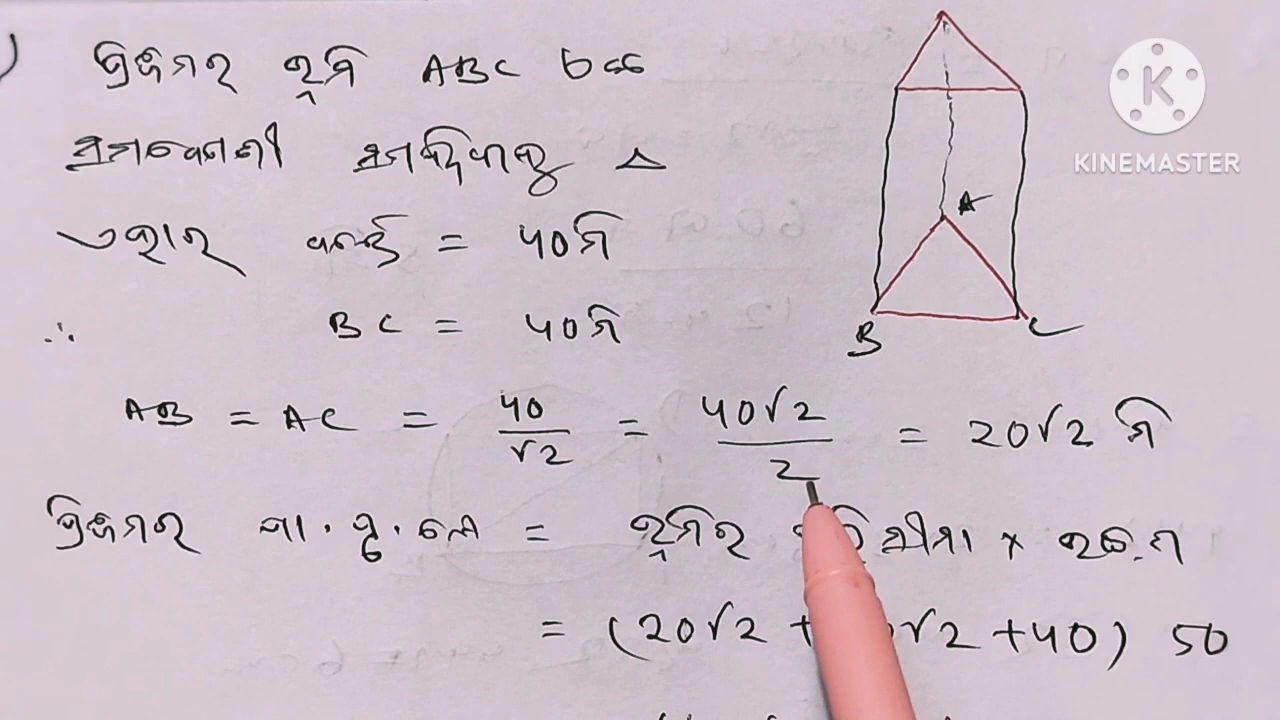 ପ୍ରିଜମର ଭୂମି ABC ଏକ
ସମକୋଣୀ ସମଦ୍ବିବାହୁ △
ଏହାର କର୍ଣ୍ଣ = 40ମି
∴ BC = 40ମି
AB = AC = 40/√2 = 40√2/2 = 20√2 ମି
ପ୍ରିଜମର ପା.ପୃ.କ୍ଷେ = ଭୂମିର ପରିସୀମା × ଉଚ୍ଚତା
= (20√2 + √2 + 40) 50
A
B
C
K
KINEMASTER